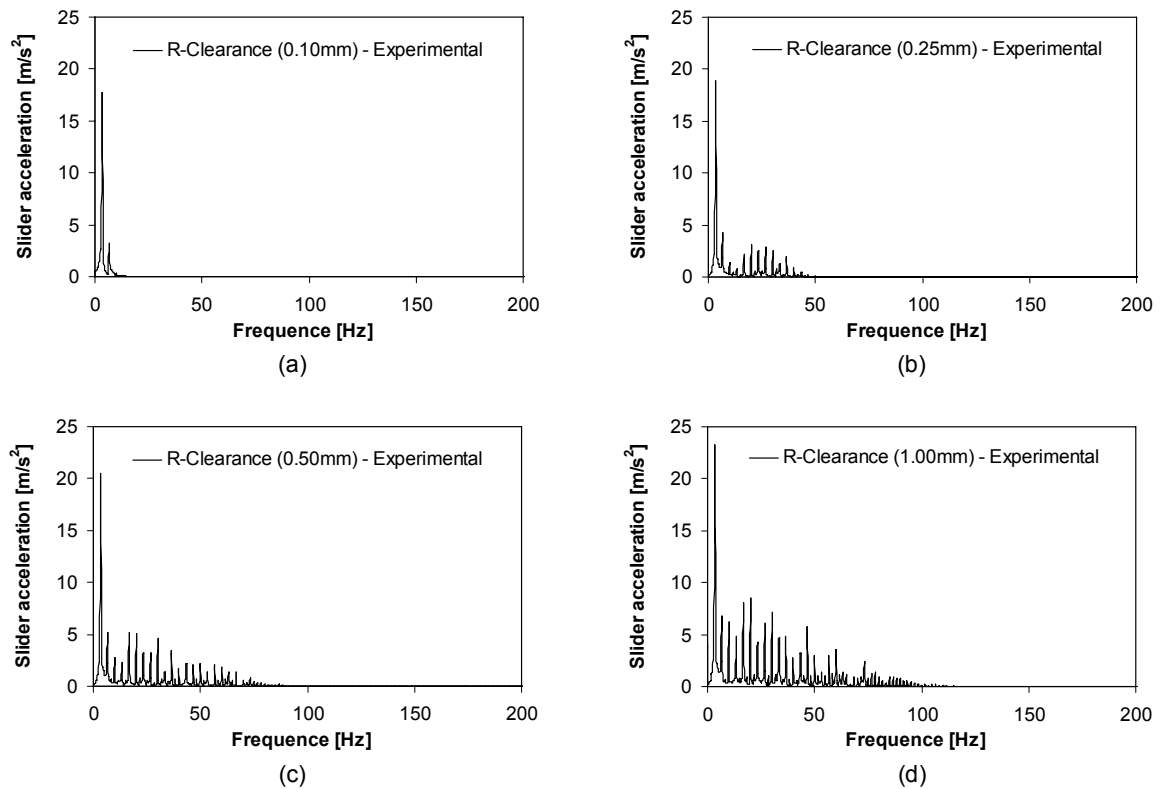 25
20
15
10
5
0
Slider acceleration [m/s²]
R-Clearance (0.10mm) - Experimental
0 50 100 150 200
Frequence [Hz]
(a)
25
20
15
10
5
0
Slider acceleration [m/s²]
R-Clearance (0.25mm) - Experimental
0 50 100 150 200
Frequence [Hz]
(b)
25
20
15
10
5
0
Slider acceleration [m/s²]
R-Clearance (0.50mm) - Experimental
0 50 100 150 200
Frequence [Hz]
(c)
25
20
15
10
5
0
Slider acceleration [m/s²]
R-Clearance (1.00mm) - Experimental
0 50 100 150 200
Frequence [Hz]
(d)